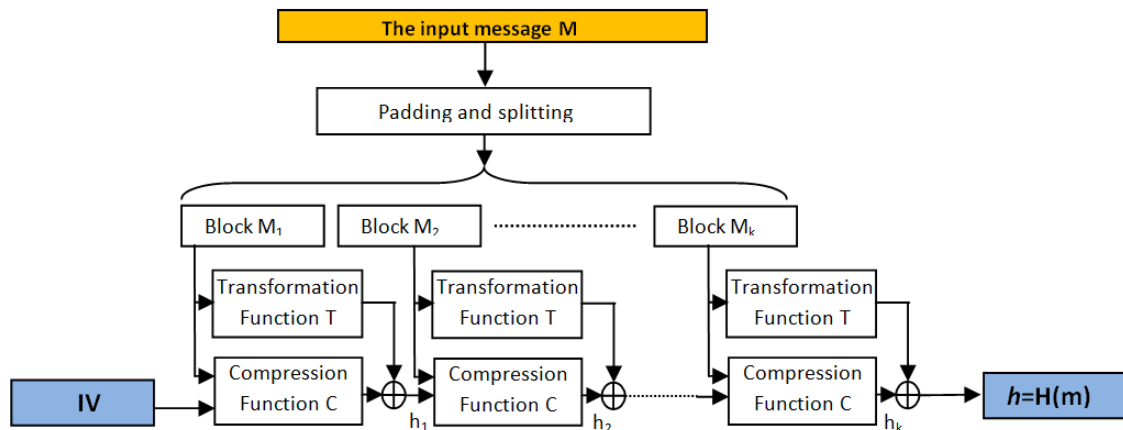 The input message M
Padding and splitting
Block M₁
Block M₂
Block Mₖ
Transformation
Function T
Transformation
Function T
Transformation
Function T
Compression
Function C
Compression
Function C
Compression
Function C
IV
h₁
h₂
hₖ
h=H(m)